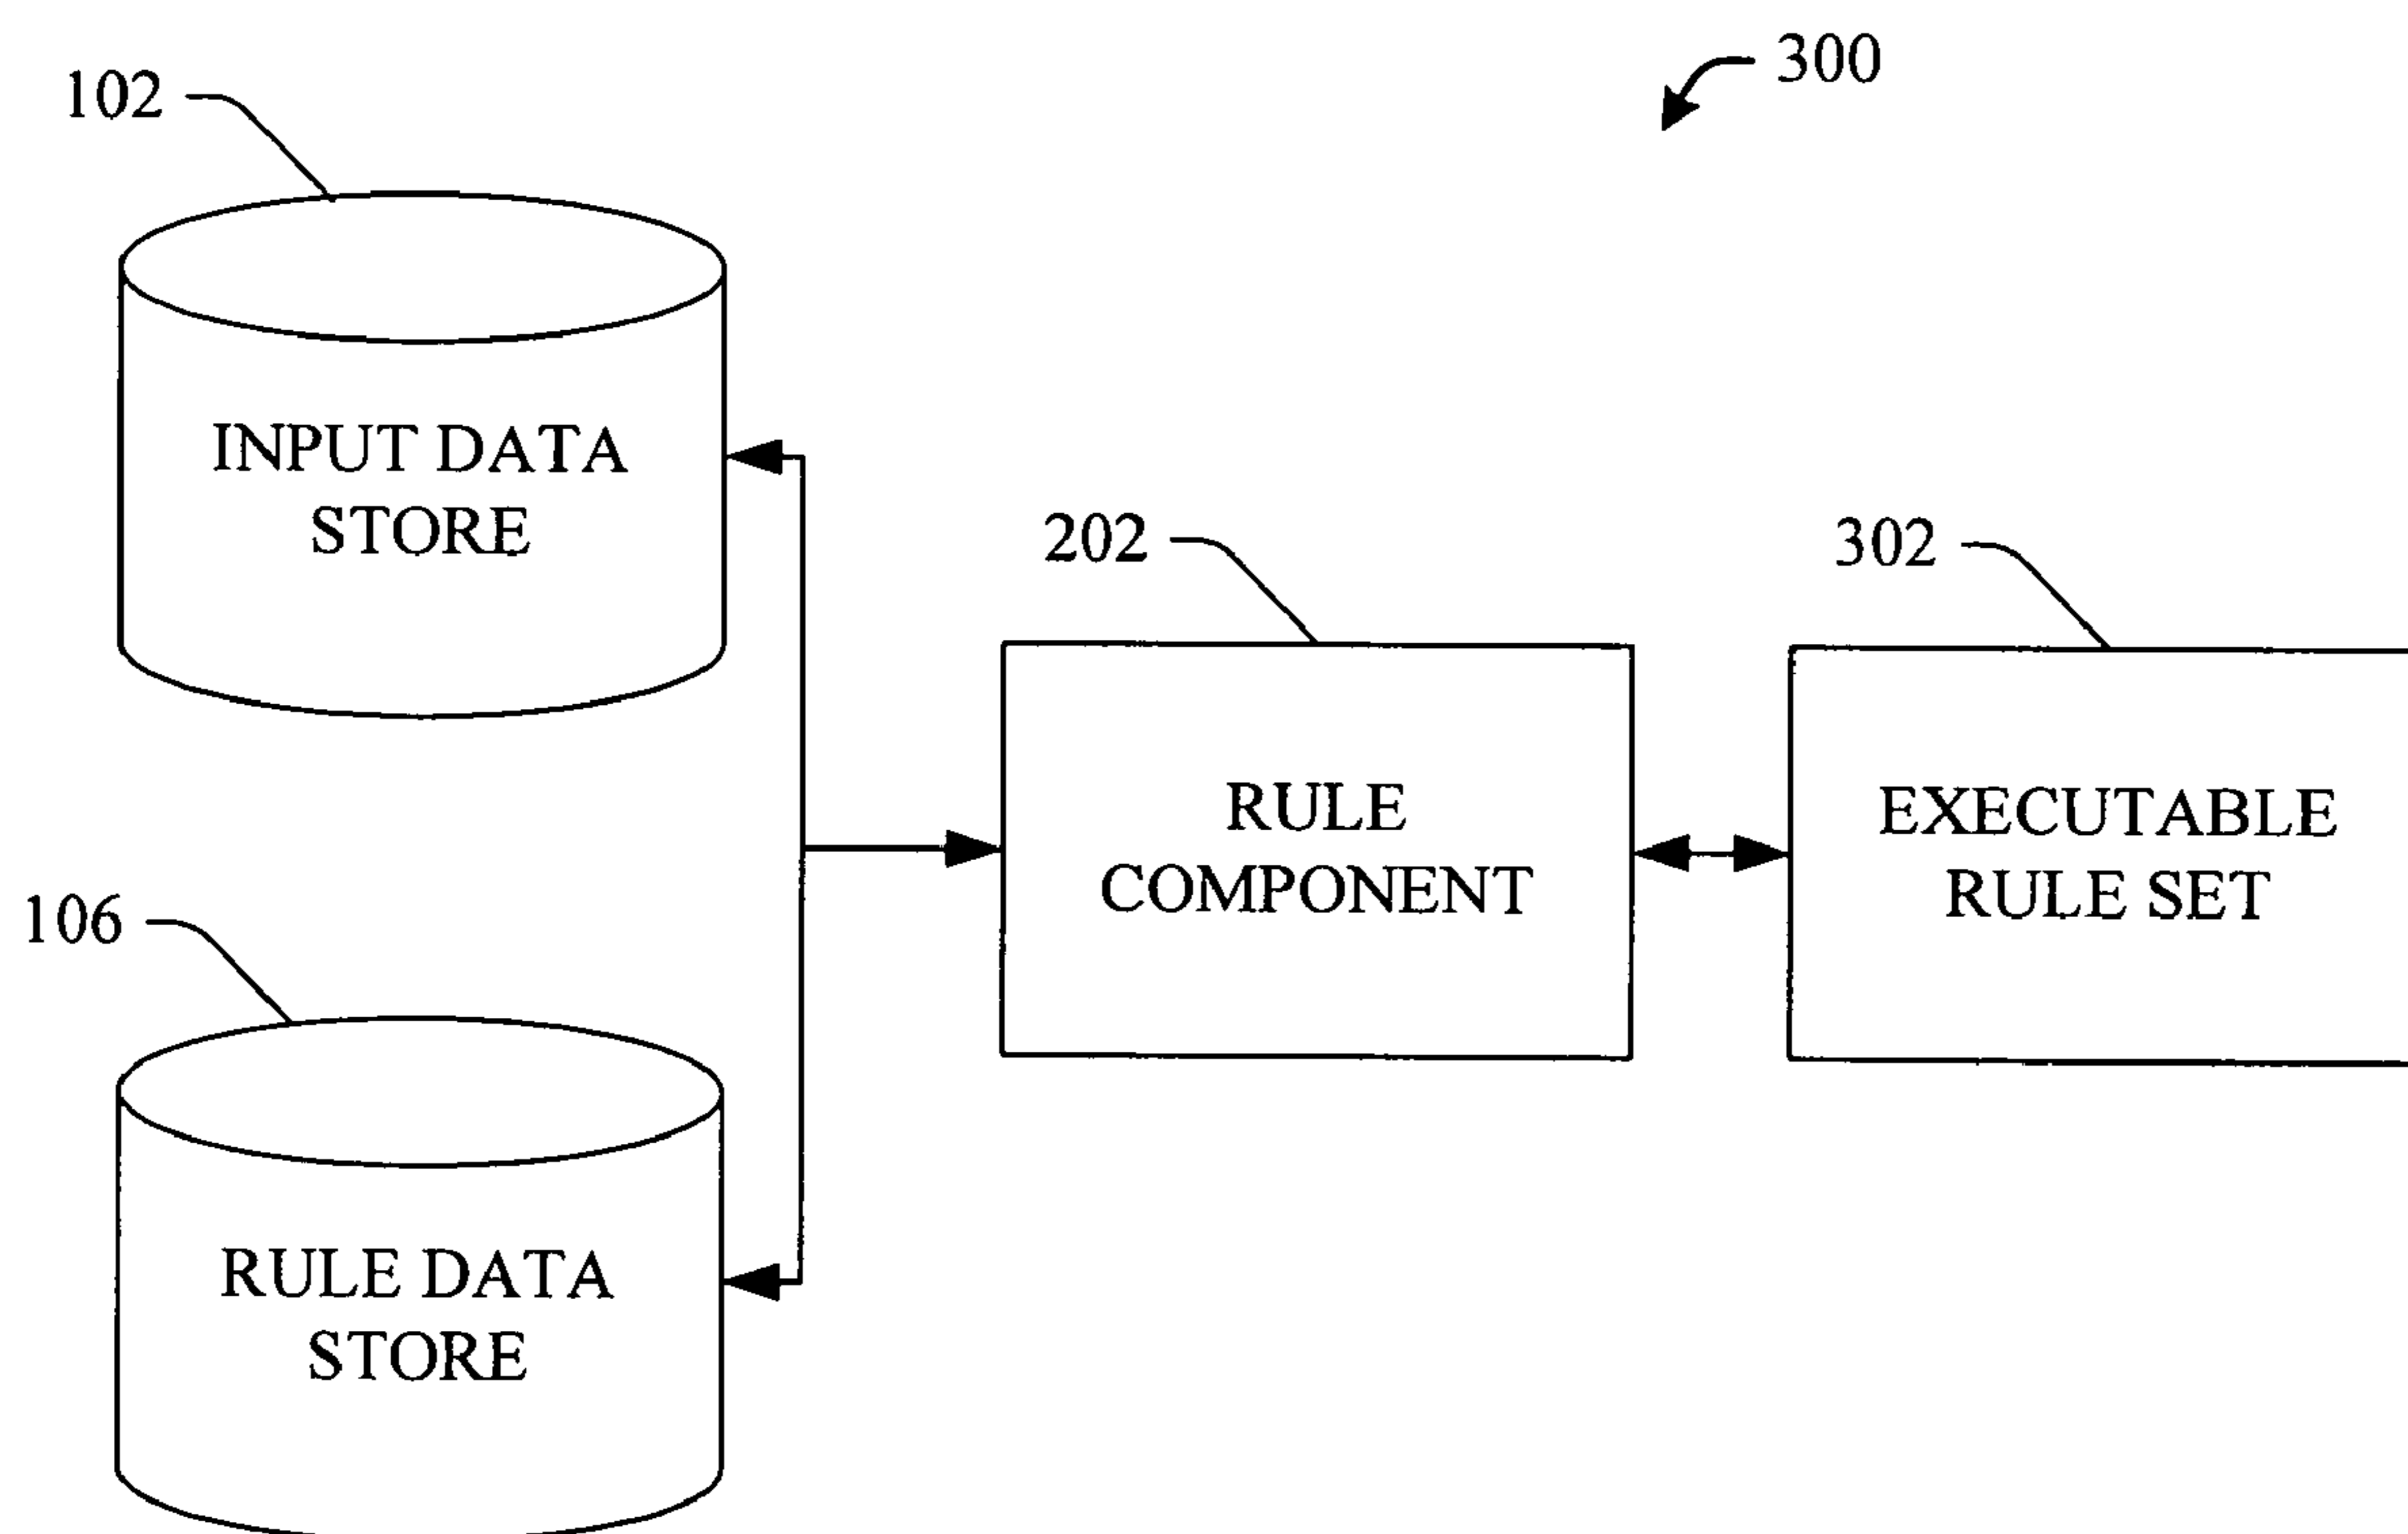 300
102
INPUT DATA
STORE
202
302
RULE
COMPONENT
EXECUTABLE
RULE SET
106
RULE DATA
STORE